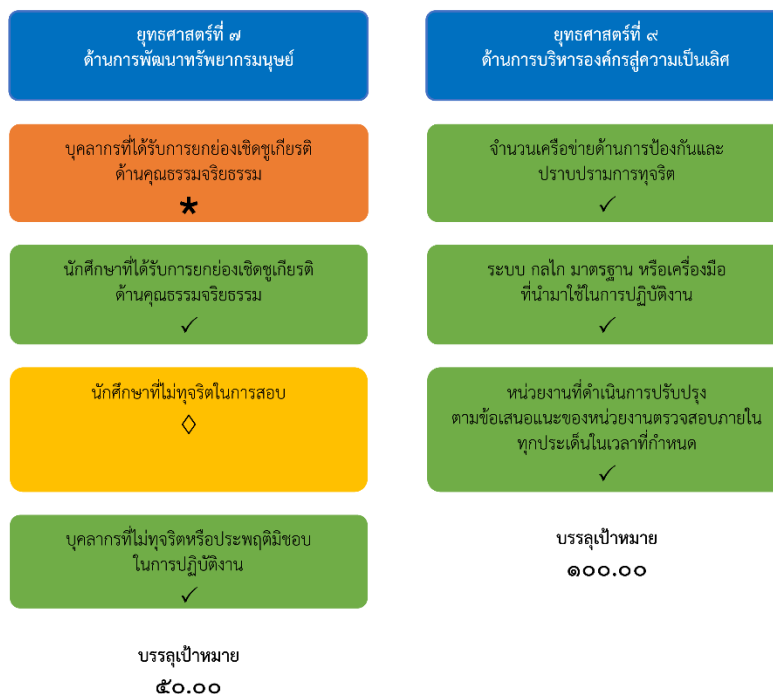 ยุทธศาสตร์ที่ ๗
ด้านการพัฒนาทรัพยากรมนุษย์
บุคลากรที่ได้รับการยกย่องเชิดชูเกียรติ
ด้านคุณธรรมจริยธรรม
*
นักศึกษาที่ได้รับการยกย่องเชิดชูเกียรติ
ด้านคุณธรรมจริยธรรม
✓
นักศึกษาที่ไม่ทุจริตในการสอบ
◊
บุคลากรที่ไม่ทุจริตหรือประพฤติมิชอบ
ในการปฏิบัติงาน
✓
บรรลุเป้าหมาย
๕๐.๐๐
ยุทธศาสตร์ที่ ๙
ด้านการบริหารองค์กรสู่ความเป็นเลิศ
จำนวนเครือข่ายด้านการป้องกันและ
ปราบปรามการทุจริต
✓
ระบบ กลไก มาตรฐาน หรือเครื่องมือ
ที่นำมาใช้ในการปฏิบัติงาน
✓
หน่วยงานที่ดำเนินการปรับปรุง
ตามข้อเสนอแนะของหน่วยงานตรวจสอบภายใน
ทุกประเด็นในเวลาที่กำหนด
✓
บรรลุเป้าหมาย
๑๐๐.๐๐